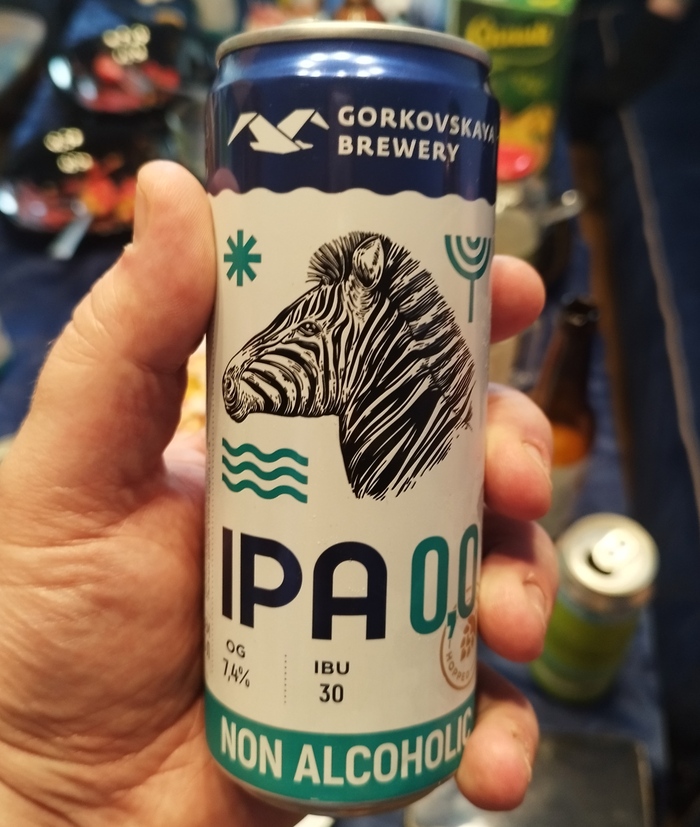 GORKOVSKAYA
BREWERY
IPA 0,0
OG
7,4%
IBU
30
NON ALCOHOLIC